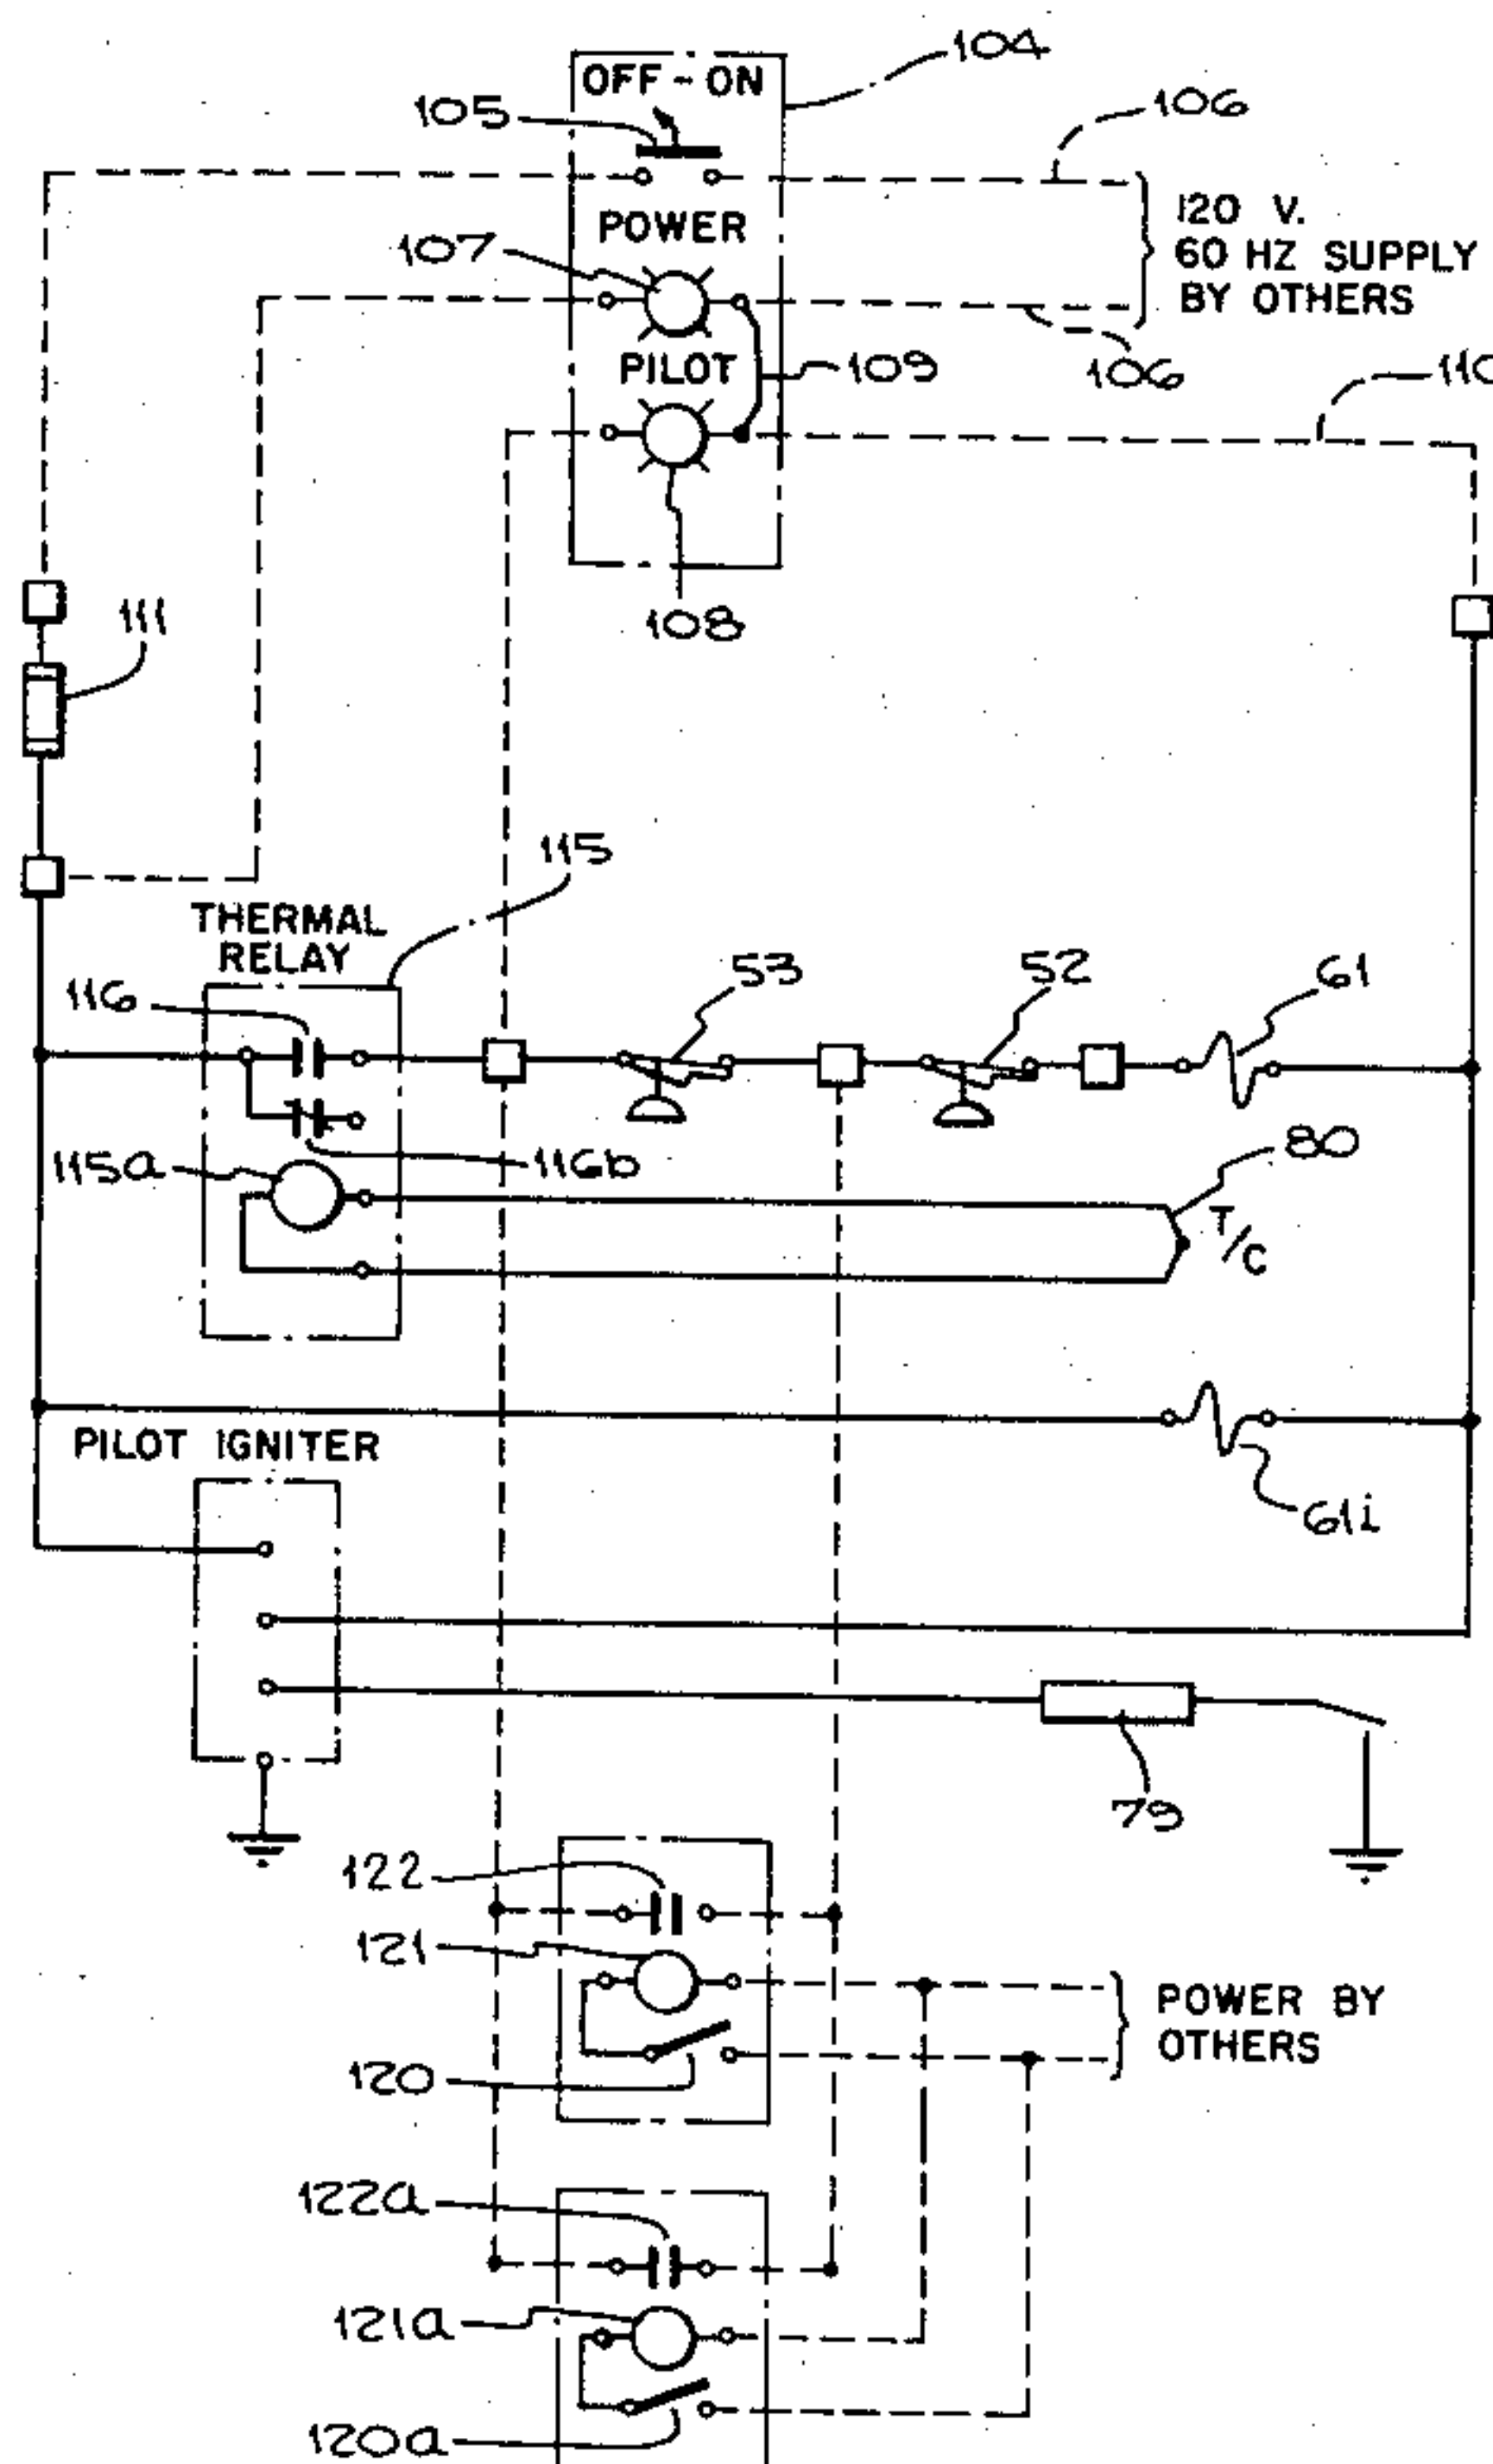 104
OFF-ON
105
106
120 V.
60 HZ SUPPLY
BY OTHERS
POWER
107
106
PILOT
109
110
108
111
115
THERMAL
RELAY
116
53
52
61
116b
115a
80
T/C
PILOT IGNITER
61i
79
122
121
POWER BY
OTHERS
120
122a
121a
120a